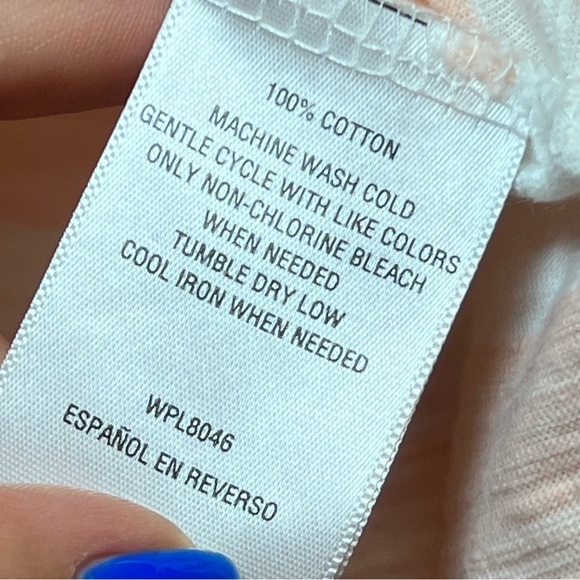 100% COTTON
MACHINE WASH COLD
GENTLE CYCLE WITH LIKE COLORS
ONLY NON-CHLORINE BLEACH
WHEN NEEDED
TUMBLE DRY LOW
COOL IRON WHEN NEEDED
WPL8046
ESPAÑOL EN REVERSO